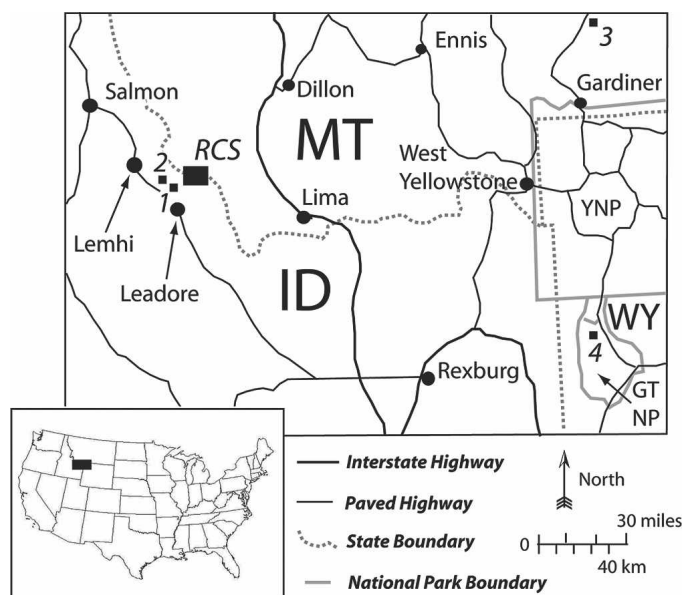 3
Ennis
Salmon
Dillon
Gardiner
MT
RCS
2
1
West
Yellowstone
Lima
YNP
Lemhi
Leadore
ID
WY
4
Rexburg
GT
NP
Interstate Highway
Paved Highway
State Boundary
National Park Boundary
North
30 miles
0
40 km